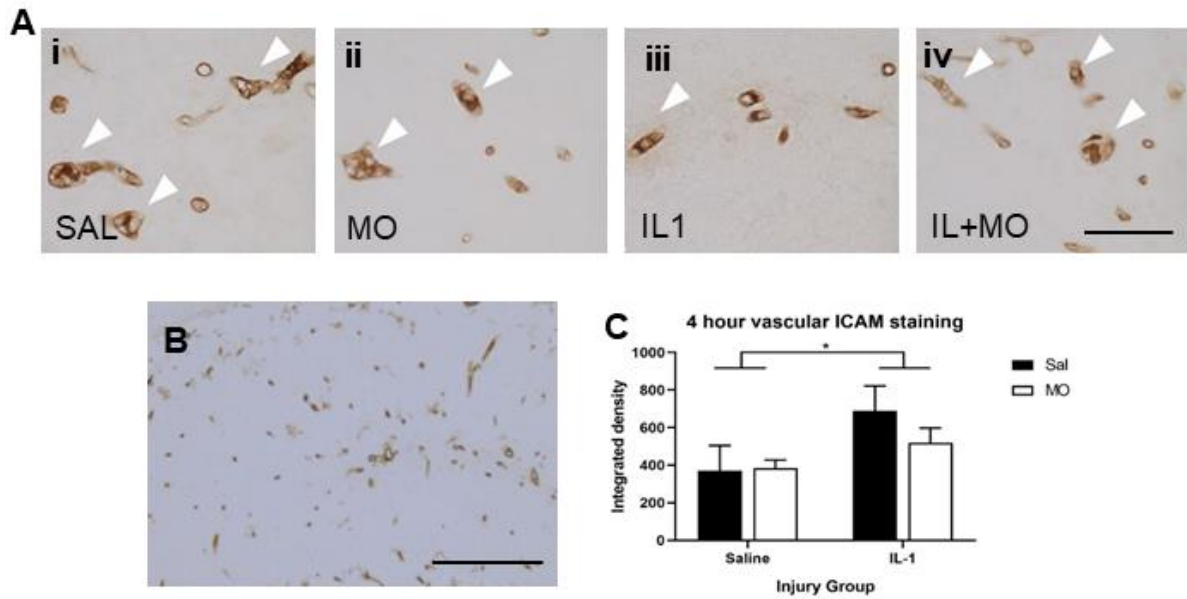 A
i
ii
iii
iv
SAL
MO
IL1
IL+MO
B
C
4 hour vascular ICAM staining
*
1000
800
600
400
200
0
Integrated density
Saline
IL-1
Injury Group
Sal
MO